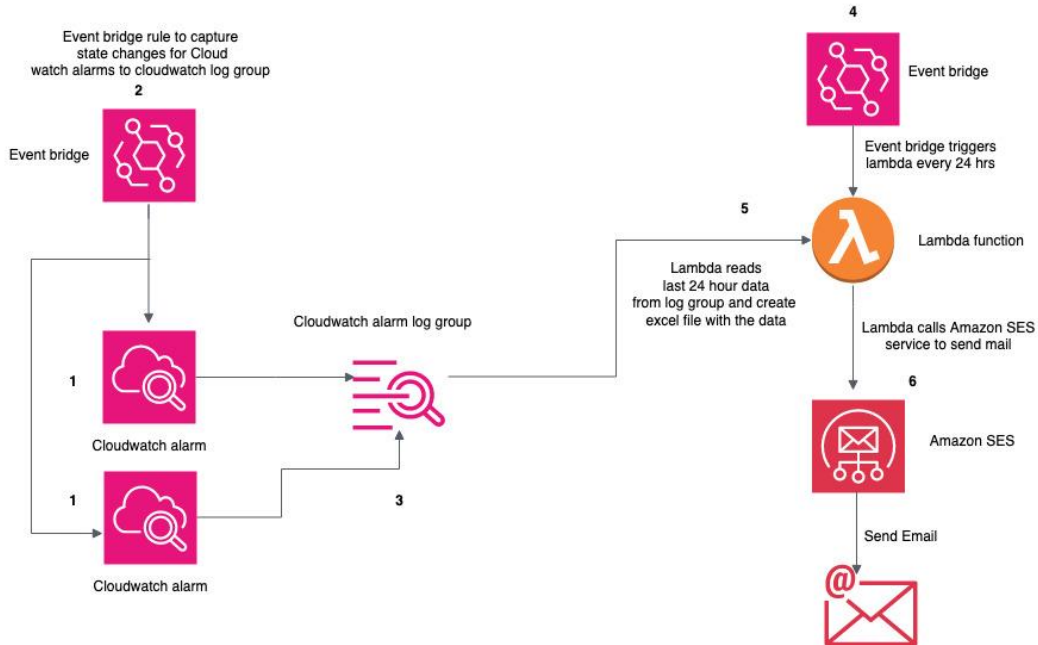 Event bridge rule to capture
state changes for Cloud
watch alarms to cloudwatch log group
2
Event bridge
1
Cloudwatch alarm
1
Cloudwatch alarm
Cloudwatch alarm log group
3
4
Event bridge
Event bridge triggers
lambda every 24 hrs
5
Lambda function
Lambda reads
last 24 hour data
from log group and create
excel file with the data
Lambda calls Amazon SES
service to send mail
6
Amazon SES
Send Email
@